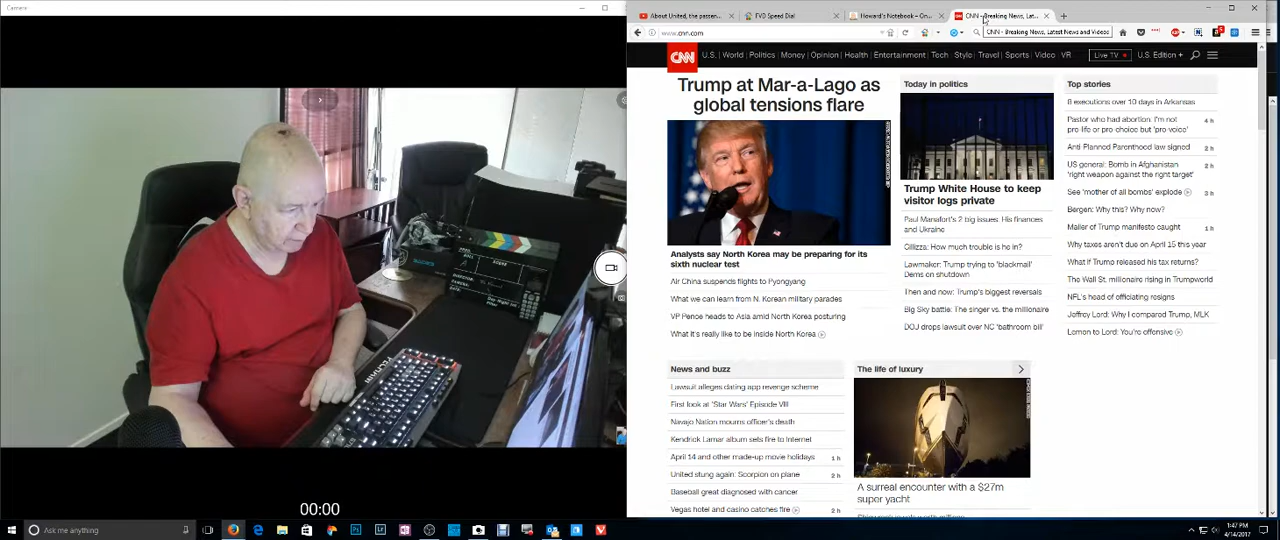 Camera
About United, the passen...
FVD Speed Dial
Howard's Notebook – On...
CNN - Breaking News, Lat...
www.cnn.com
CNN - Breaking News, Latest News and Videos
CNN
U.S.
World
Politics
Money
Opinion
Health
Entertainment
Tech
Style
Travel
Sports
Video
VR
Live TV
U.S. Edition +
Trump at Mar-a-Lago as
global tensions flare
Analysts say North Korea may be preparing for its
sixth nuclear test
Air China suspends flights to Pyongyang
What we can learn from N. Korean military parades
VP Pence heads to Asia amid North Korea posturing
What it's really like to be inside North Korea
Today in politics
Trump White House to keep
visitor logs private
Paul Manafort's 2 big issues: His finances
and Ukraine
Cillizza: How much trouble is he in?
Lawmaker: Trump trying to 'blackmail'
Dems on shutdown
Then and now: Trump's biggest reversals
Big Sky battle: The singer vs. the millionaire
DOJ drops lawsuit over NC 'bathroom bill'
Top stories
8 executions over 10 days in Arkansas
Pastor who had abortion: I'm not
pro life or pro choice but 'pro-voice'
4 h
Anti Planned Parenthood law signed
2 h
US general: Bomb in Afghanistan
'right weapon against the right target'
2 h
See 'mother of all bombs' explode
3 h
Bergen: Why this? Why now?
Mailer of Trump manifesto caught
1 h
Why taxes aren't due on April 15 this year
What if Trump released his tax returns?
The Wall St. millionaire rising in Trumpworld
NFL's head of officiating resigns
Jeffrey Lord: Why I compared Trump, MLK
Lemon to Lord: You're offensive
News and buzz
Lawsuit alleges dating app revenge scheme
First look at 'Star Wars' Episode VIII
Navajo Nation mourns officer's death
Kendrick Lamar album sets fire to Internet
April 14 and other made-up movie holidays
1 h
United stung again: Scorpion on plane
2 h
Baseball great diagnosed with cancer
Vegas hotel and casino catches fire
2 h
The life of luxury
A surreal encounter with a $27m
super yacht
00:00
Ask me anything
1:47 PM
4/14/2017